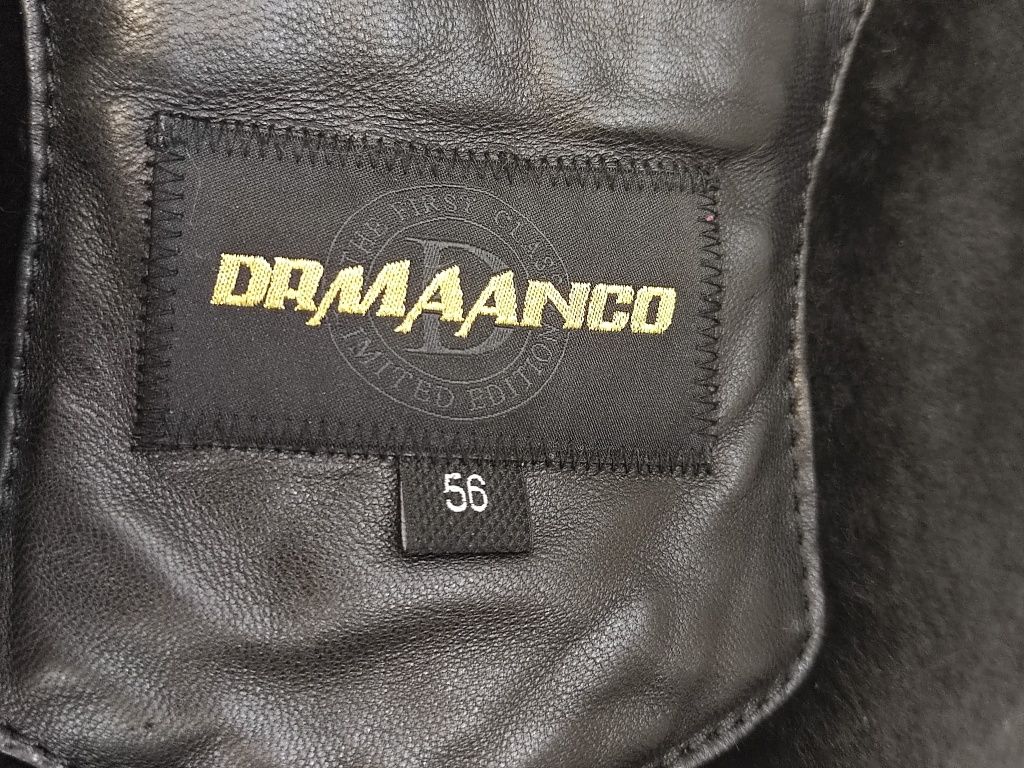 THE FIRST CLASS
D
DRMAANCO
LIMITED EDITION
56